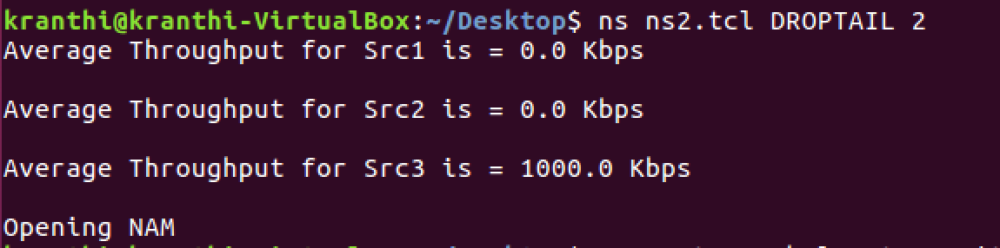 kranthi@kranthi-VirtualBox:~/Desktop$ ns ns2.tcl DROPTAIL 2
Average Throughput for Src1 is = 0.0 Kbps
Average Throughput for Src2 is = 0.0 Kbps
Average Throughput for Src3 is = 1000.0 Kbps
Opening NAM